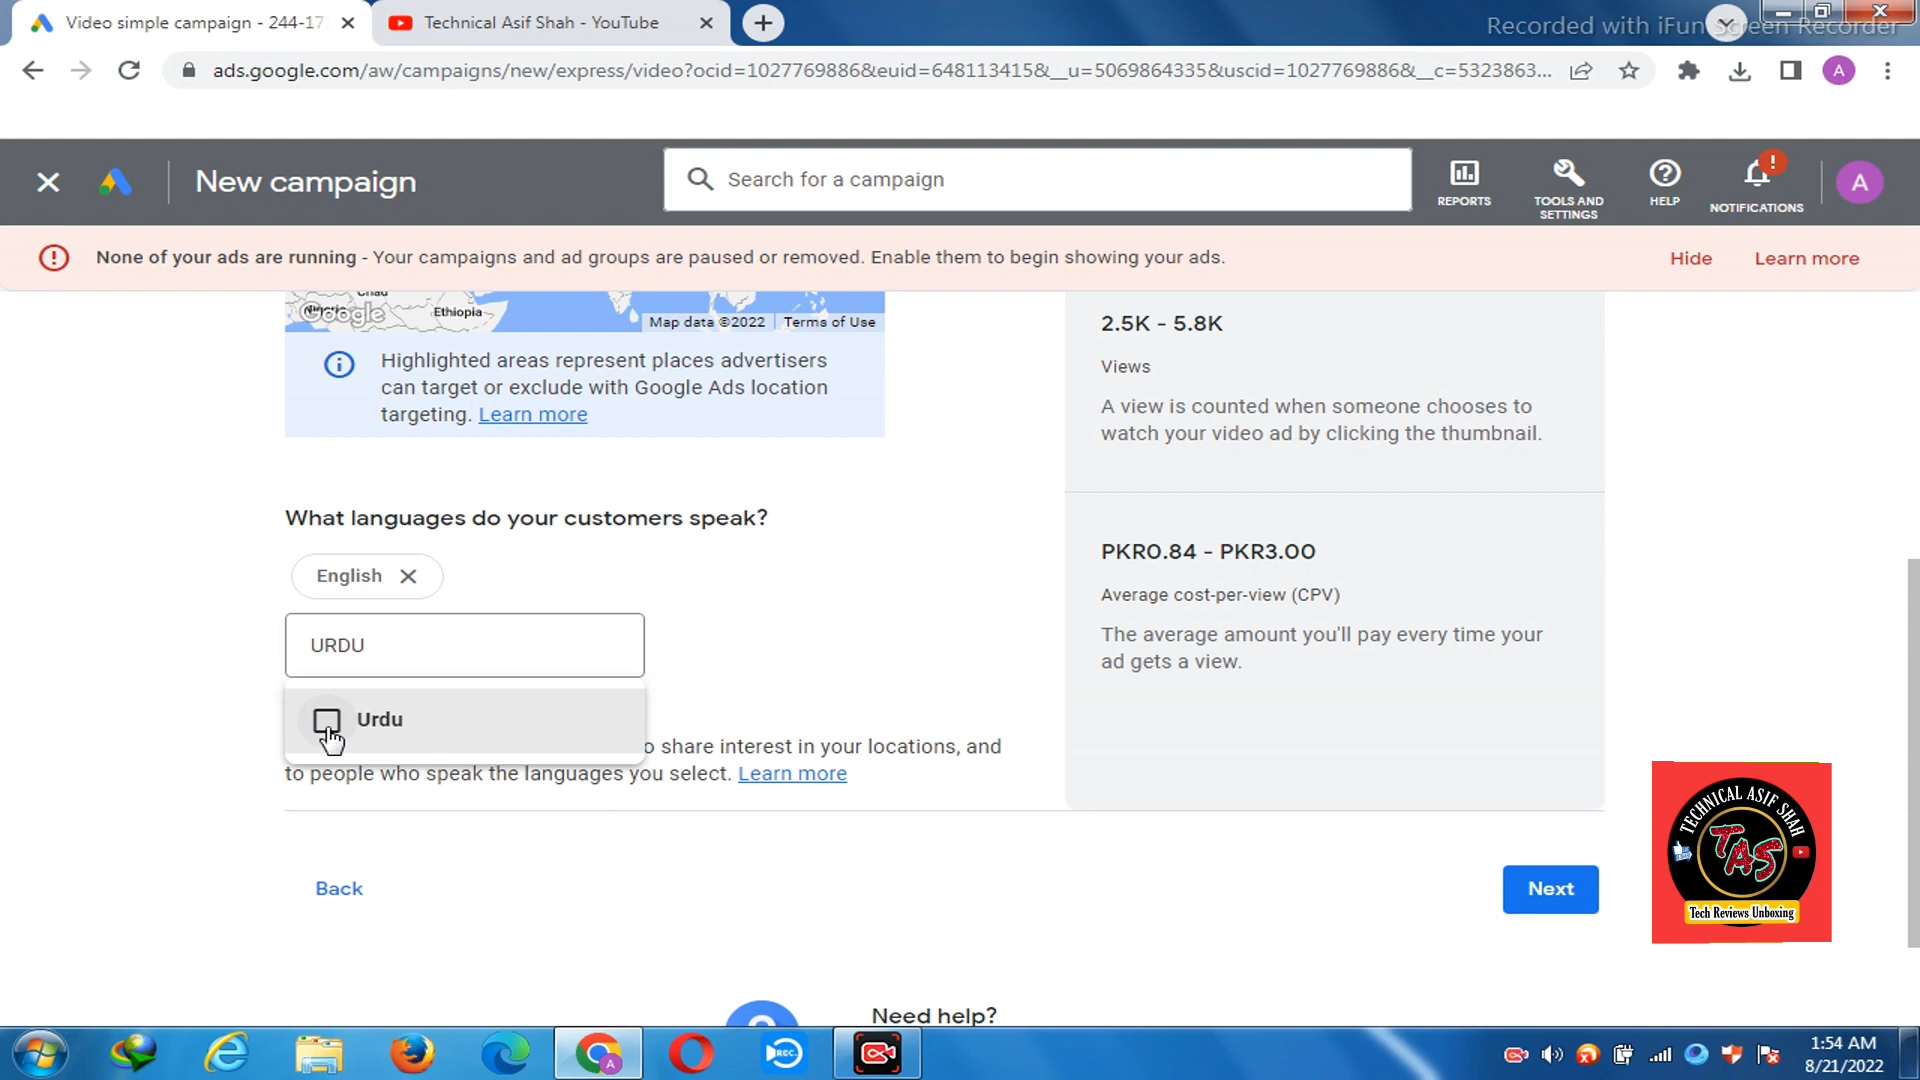 Video simple campaign - 244-17
Technical Asif Shah - YouTube
Recorded with iFun Screen Recorder
ads.google.com/aw/campaigns/new/express/video?ocid=1027769886&euid=648113415&__u=5069864335&uscid=1027769886&__c=5323863...
A
New campaign
Search for a campaign
REPORTS
TOOLS AND
SETTINGS
HELP
NOTIFICATIONS
A
None of your ads are running - Your campaigns and ad groups are paused or removed. Enable them to begin showing your ads.
Hide
Learn more
Chad
Nigeria
Google
Ethiopia
Map data ©2022
Terms of Use
Highlighted areas represent places advertisers
can target or exclude with Google Ads location
targeting. Learn more
2.5K - 5.8K
Views
A view is counted when someone chooses to
watch your video ad by clicking the thumbnail.
What languages do your customers speak?
English
URDU
Urdu
o share interest in your locations, and
to people who speak the languages you select. Learn more
PKR0.84 - PKR3.00
Average cost-per-view (CPV)
The average amount you'll pay every time your
ad gets a view.
Back
Next
TECHNICAL ASIF SHAH
TAS
Tech Reviews Unboxing
Need help?
REC.
A
1:54 AM
8/21/2022